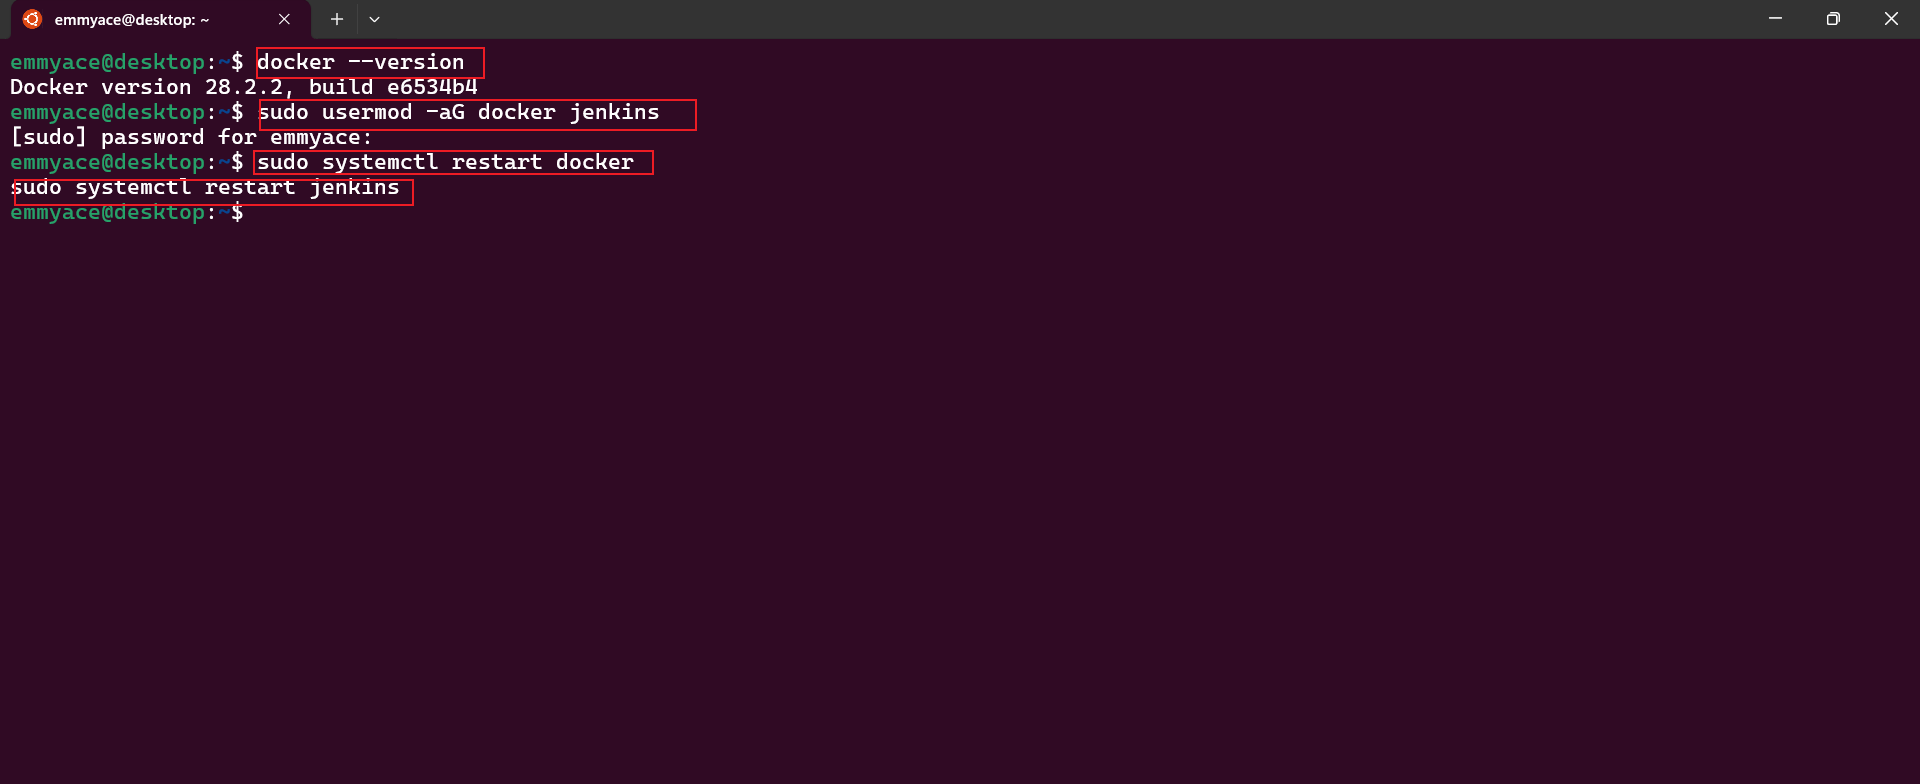 emmyace@desktop: ~
emmyace@desktop:~$ docker --version
Docker version 28.2.2, build e6534b4
emmyace@desktop:~$ sudo usermod -aG docker jenkins
[sudo] password for emmyace:
emmyace@desktop:~$ sudo systemctl restart docker
sudo systemctl restart jenkins
emmyace@desktop:~$